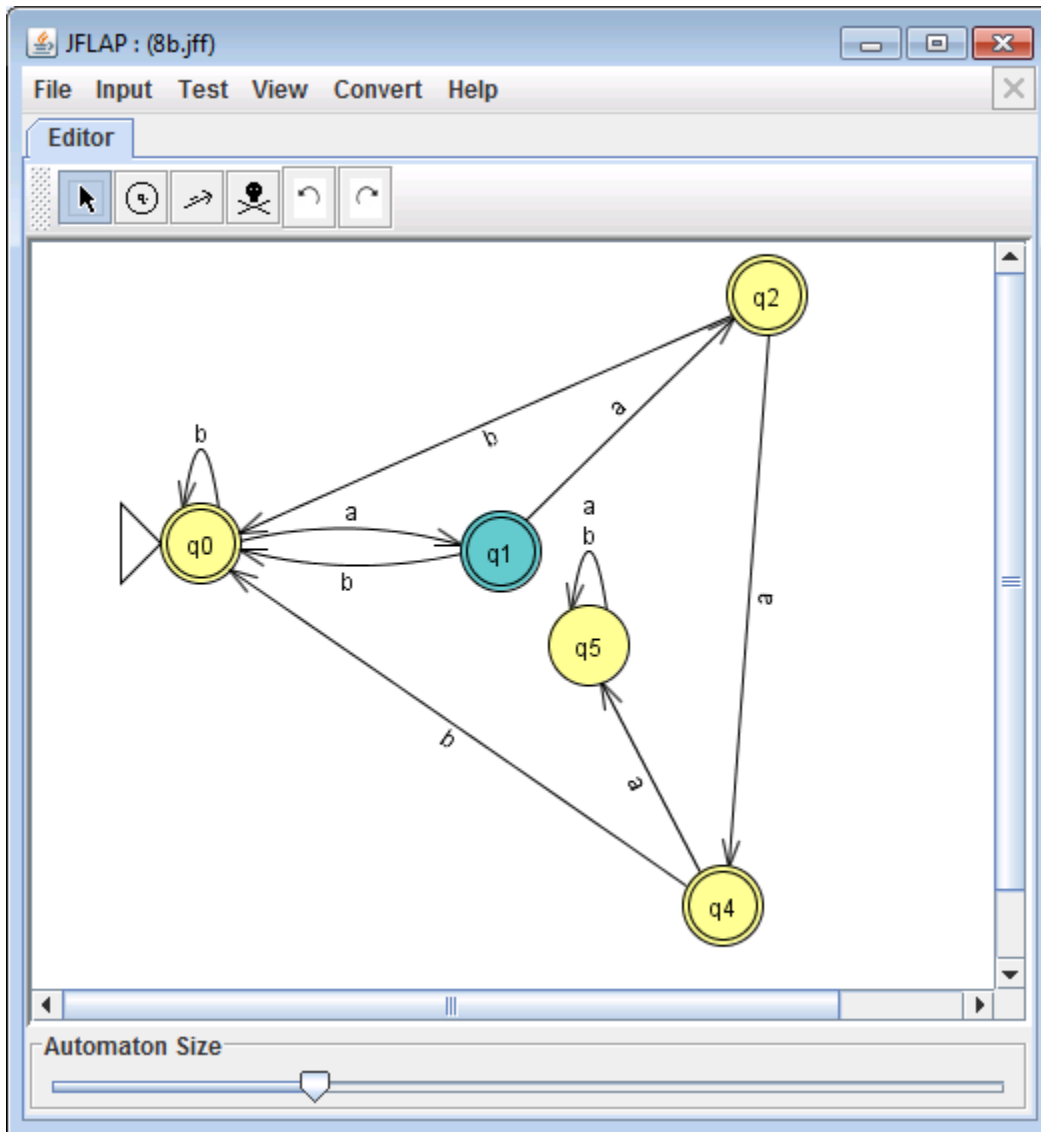 JFLAP : (8b.jff)
File Input Test View Convert Help
Editor
q
q2
a
b
b
a
q0
q1
a
b
b
q5
a
b
a
q4
Automaton Size